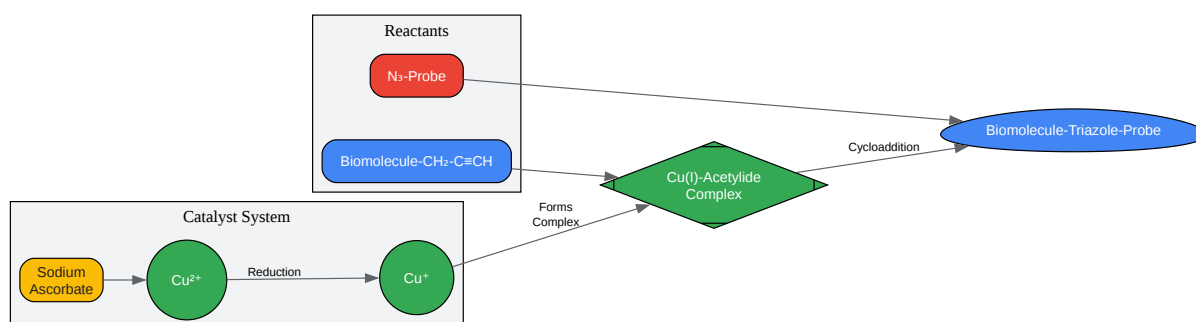 Reactants
N₃-Probe
Biomolecule-CH₂-C≡CH
Biomolecule-Triazole-Probe
Cycloaddition
Cu(I)-Acetylide
Complex
Forms
Complex
Catalyst System
Sodium
Ascorbate
Cu²⁺
Reduction
Cu⁺